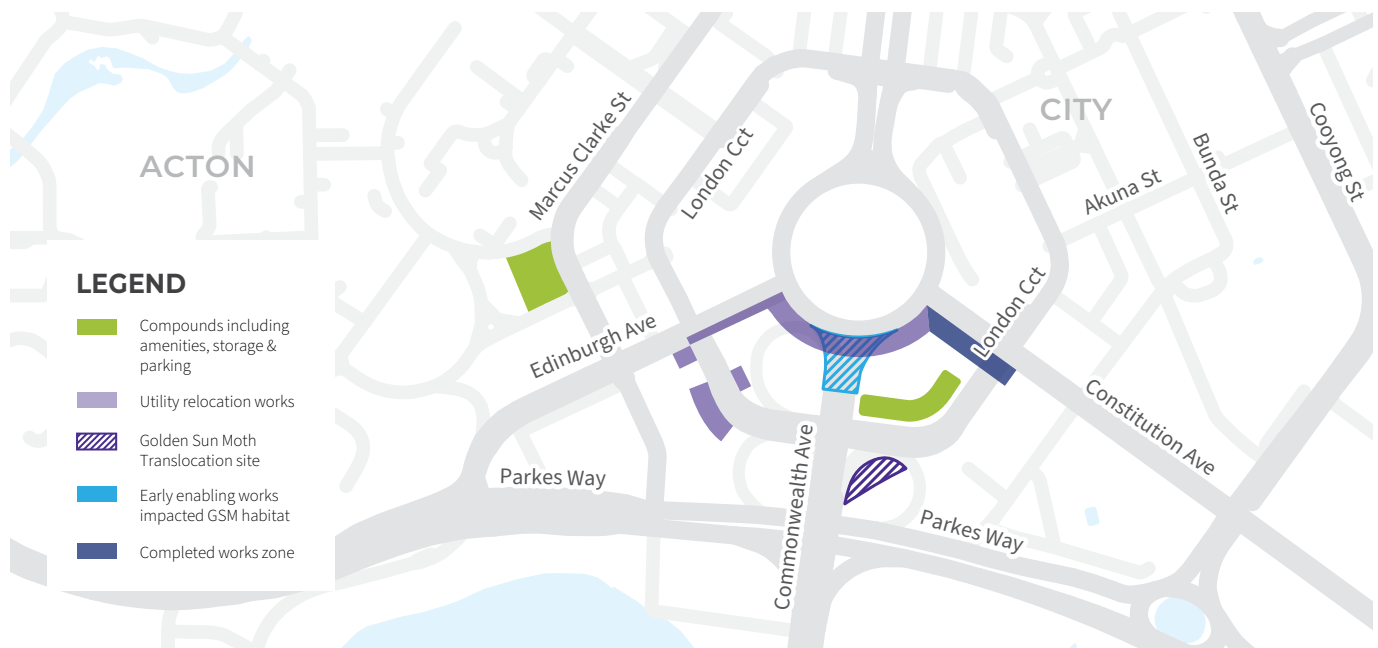 CITY
ACTON
Marcus Clarke St
London Cct
Akuna St
Bunda St
Cooyong St
LEGEND
Compounds including
amenities, storage &
parking
Utility relocation works
Golden Sun Moth
Translocation site
Early enabling works
impacted GSM habitat
Completed works zone
Edinburgh Ave
London Cct
Constitution Ave
Parkes Way
Commonwealth Ave
Parkes Way